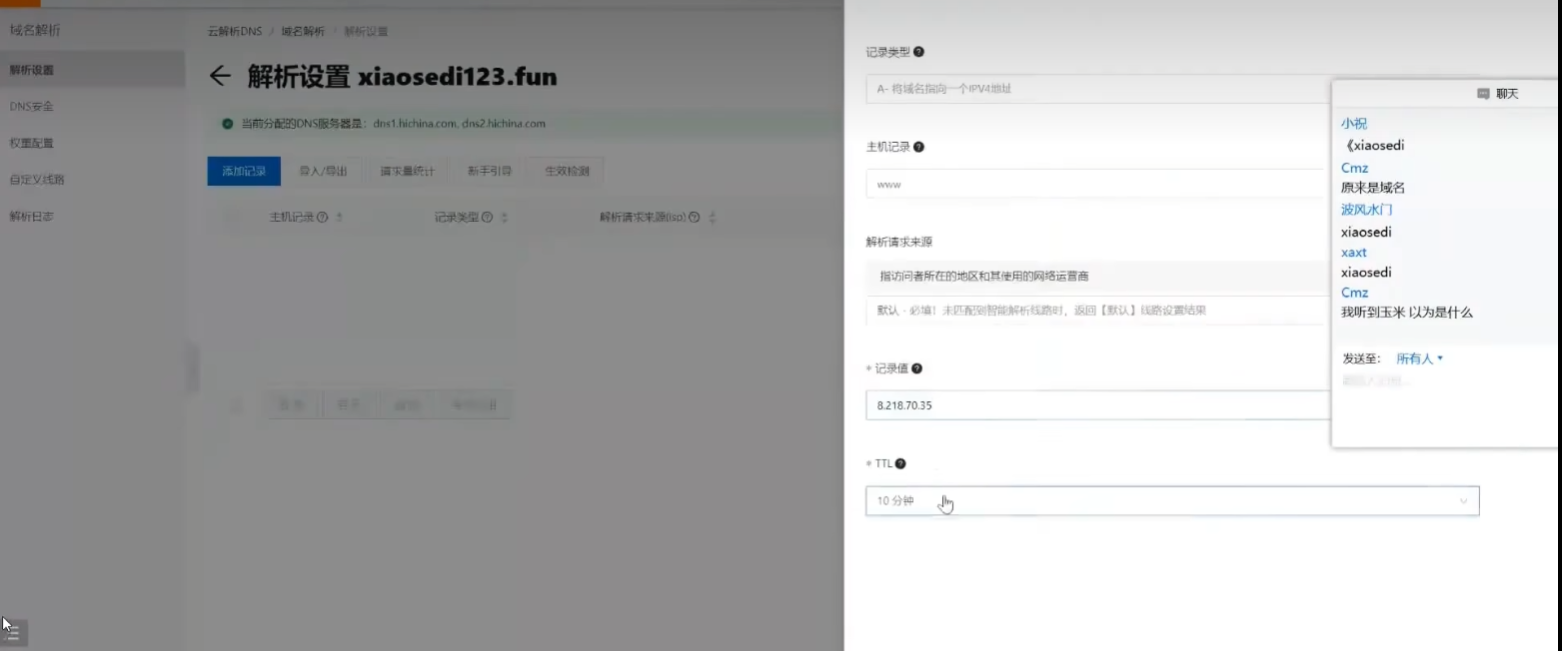 域名解析
解析设置
DNS安全
权重配置
自定义线路
解析日志
云解析DNS / 域名解析 / 解析设置
← 解析设置 xiaosedi123.fun
当前分配的DNS服务器是：dns1.hichina.com, dns2.hichina.com
添加记录 导入/导出 请求量统计 新手引导 生效检测
主机记录 记录类型 解析请求来源(isp)
记录类型
A- 将域名指向一个IPV4地址
主机记录
www
解析请求来源
指访问者所在的地区和其使用的网络运营商
默认 - 必填！未匹配到智能解析线路时，返回【默认】线路设置结果
* 记录值
8.218.70.35
* TTL
10 分钟
聊天
小祝
《xiaosedi
Cmz
原来是域名
波风水门
xiaosedi
xaxt
xiaosedi
Cmz
我听到玉米 以为是什么
发送至： 所有人